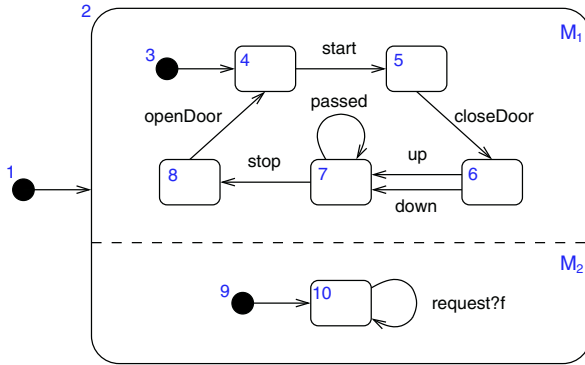 2
M1
3
4
start
5
openDoor
passed
closeDoor
1
8
stop
7
up
6
down
M2
9
10
request?f